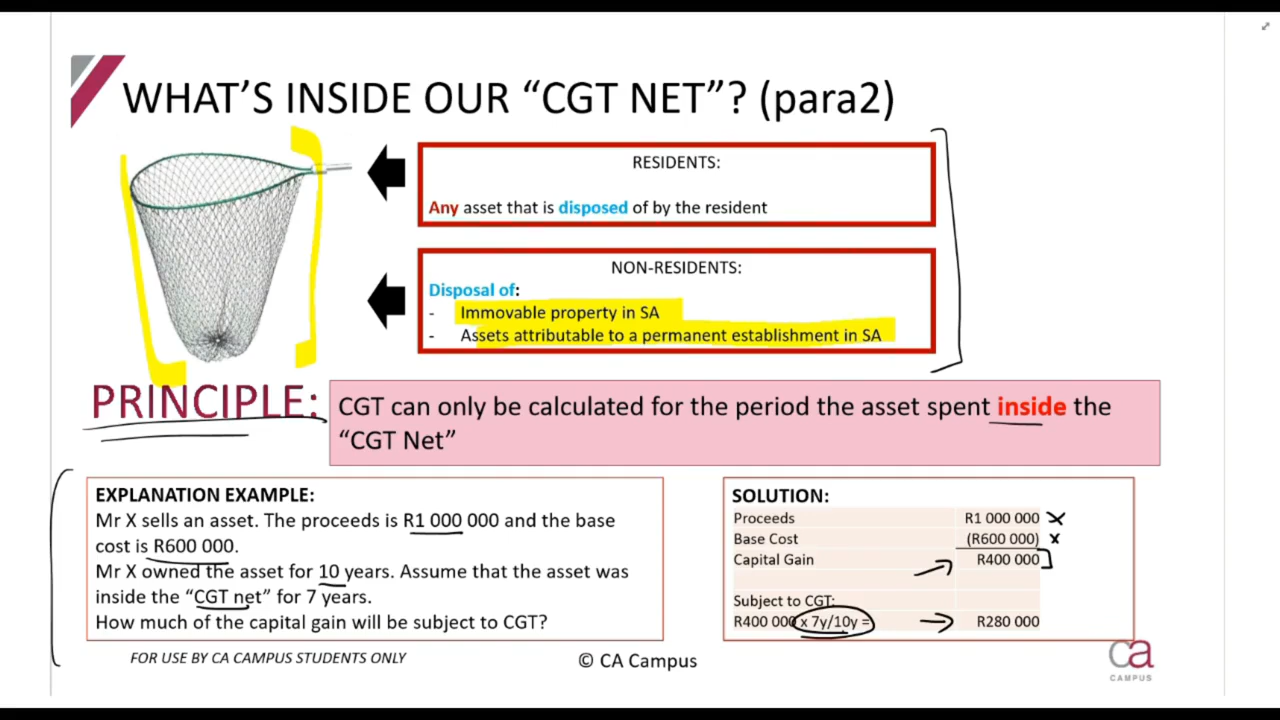 WHAT'S INSIDE OUR “CGT NET”? (para2)
RESIDENTS:
Any asset that is disposed of by the resident
NON-RESIDENTS:
Disposal of:
- Immovable property in SA
- Assets attributable to a permanent establishment in SA
PRINCIPLE:
CGT can only be calculated for the period the asset spent inside the
“CGT Net”
EXPLANATION EXAMPLE:
Mr X sells an asset. The proceeds is R1 000 000 and the base
cost is R600 000.
Mr X owned the asset for 10 years. Assume that the asset was
inside the “CGT net” for 7 years.
How much of the capital gain will be subject to CGT?
SOLUTION:
Proceeds R1 000 000
Base Cost (R600 000)
Capital Gain R400 000
Subject to CGT:
R400 000 x 7y/10y = R280 000
FOR USE BY CA CAMPUS STUDENTS ONLY
© CA Campus
ca
CAMPUS